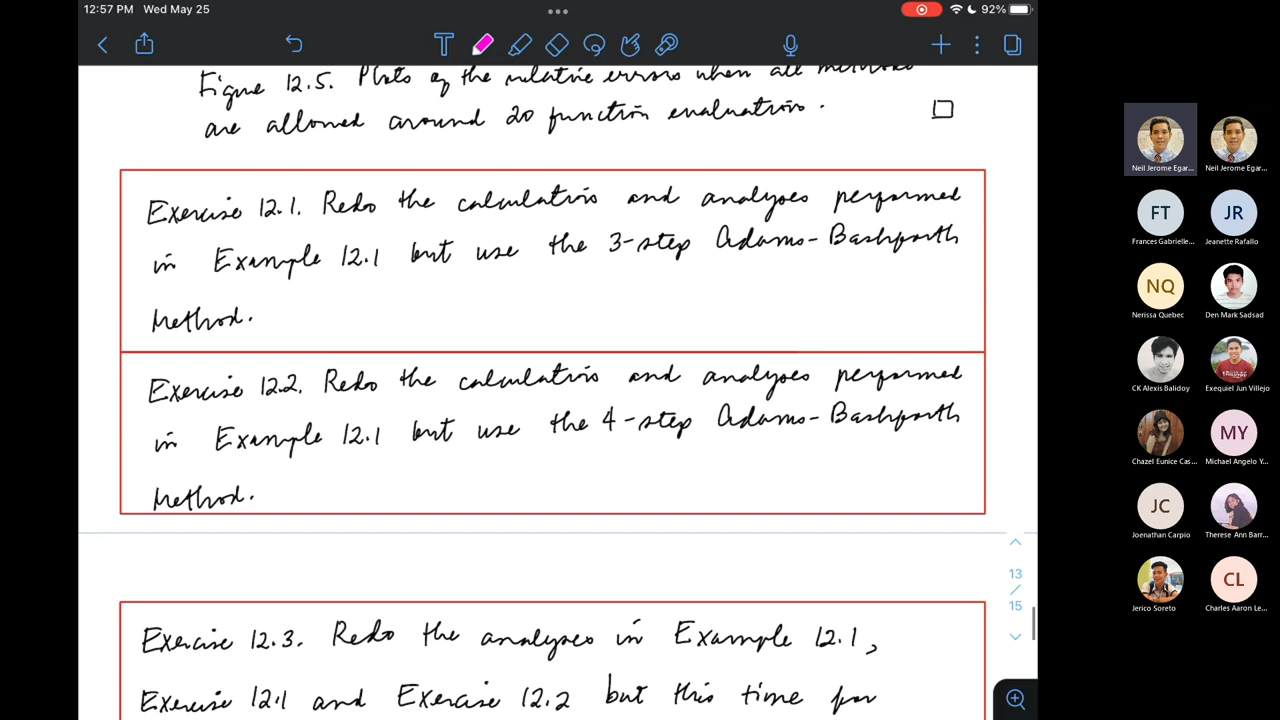 12:57 PM Wed May 25
92%
Figure 12.5. Plots of the relative errors when all methods
are allowed around 20 function evaluations.
Exercise 12.1. Redo the calculations and analyses performed
in Example 12.1 but use the 3-step Adams-Bashforth
Method.
Exercise 12.2. Redo the calculations and analyses performed
in Example 12.1 but use the 4-step Adams-Bashforth
Method.
13
/
15
Exercise 12.3. Redo the analyses in Example 12.1,
Exercise 12.1 and Exercise 12.2 but this time for
Neil Jerome Egar...
Neil Jerome Egar...
FT
JR
Frances Gabrielle...
Jeanette Rafallo
NQ
Nerissa Quebec
Den Mark Sadsad
CK Alexis Balidoy
Exequiel Jun Villejo
MY
Chazel Eunice Cas...
Michael Angelo Y...
JC
Joenathan Carpio
Therese Ann Barr...
CL
Jerico Soreto
Charles Aaron Le...